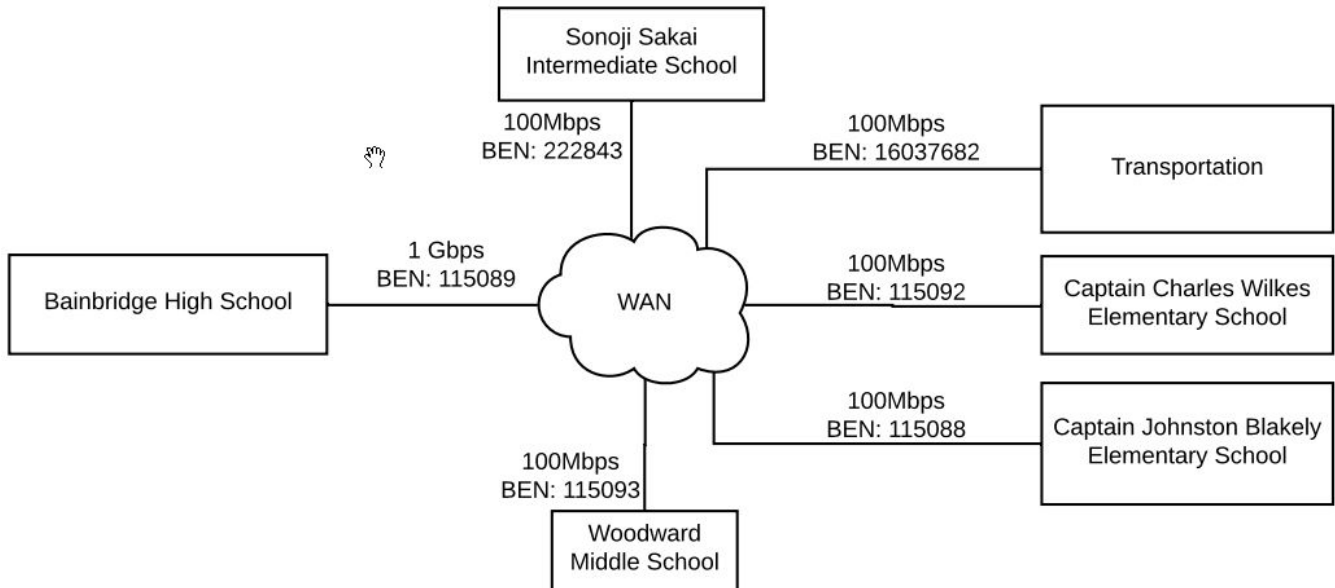 Sonoji Sakai
Intermediate School
100Mbps
BEN: 222843
100Mbps
BEN: 16037682
Transportation
1 Gbps
BEN: 115089
Bainbridge High School
WAN
100Mbps
BEN: 115092
Captain Charles Wilkes
Elementary School
100Mbps
BEN: 115088
Captain Johnston Blakely
Elementary School
100Mbps
BEN: 115093
Woodward
Middle School